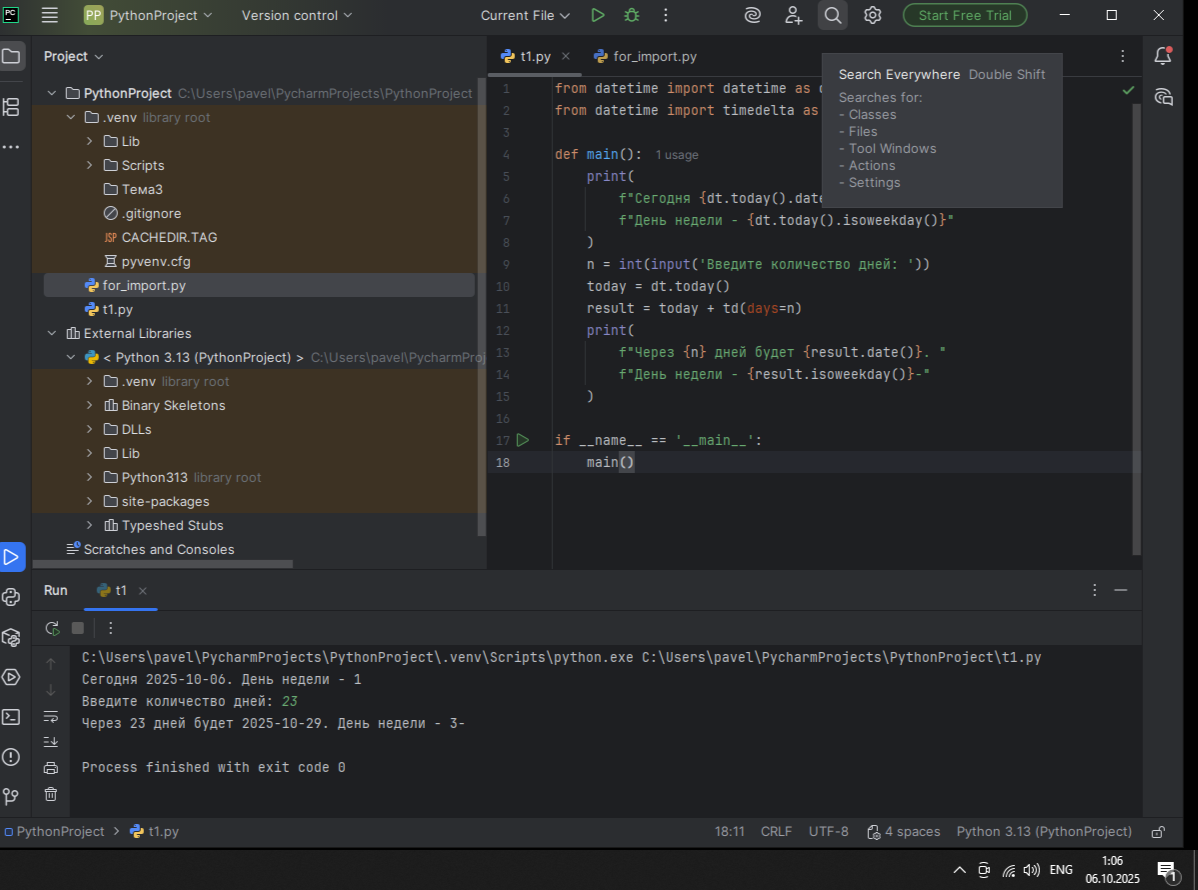 PC
PP PythonProject
Version control
Current File
Start Free Trial
Project
PythonProject C:\Users\pavel\PycharmProjects\PythonProject
.venv library root
Lib
Scripts
Тема3
.gitignore
JSP CACHEDIR.TAG
pyvenv.cfg
for_import.py
t1.py
External Libraries
< Python 3.13 (PythonProject) > C:\Users\pavel\PycharmProj
.venv library root
Binary Skeletons
DLLs
Lib
Python313 library root
site-packages
Typeshed Stubs
Scratches and Consoles
t1.py
for_import.py
1 from datetime import datetime as
2 from datetime import timedelta as
3
4 def main(): 1 usage
5 print(
6 f"Сегодня {dt.today().date
7 f"День недели - {dt.today().isoweekday()}"
8 )
9 n = int(input('Введите количество дней: '))
10 today = dt.today()
11 result = today + td(days=n)
12 print(
13 f"Через {n} дней будет {result.date()}. "
14 f"День недели - {result.isoweekday()}-"
15 )
16
17 if __name__ == '__main__':
18 main()
Search Everywhere Double Shift
Searches for:
- Classes
- Files
- Tool Windows
- Actions
- Settings
Run t1
C:\Users\pavel\PycharmProjects\PythonProject\.venv\Scripts\python.exe C:\Users\pavel\PycharmProjects\PythonProject\t1.py
Сегодня 2025-10-06. День недели - 1
Введите количество дней: 23
Через 23 дней будет 2025-10-29. День недели - 3-
Process finished with exit code 0
PythonProject > t1.py
18:11 CRLF UTF-8 4 spaces Python 3.13 (PythonProject)
ENG
1:06
06.10.2025
1